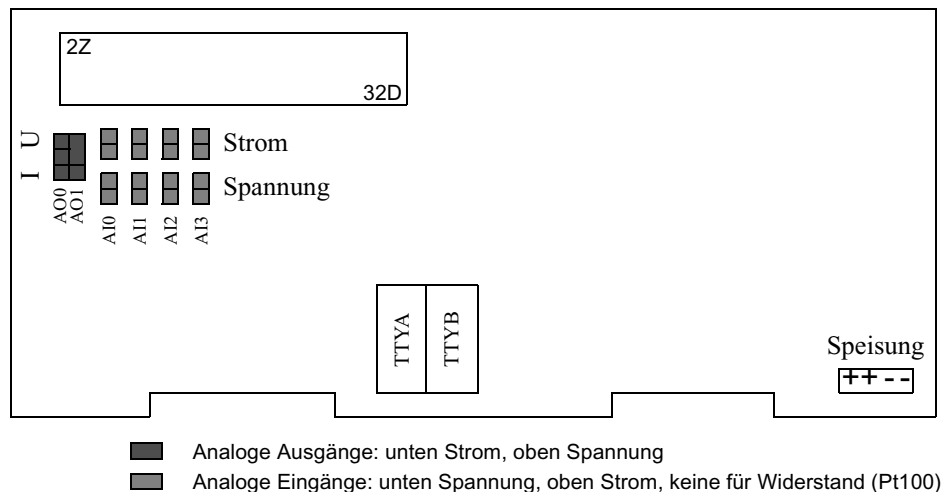 2Z
32D
I U
Strom
Spannung
AO0
AO1
AI0
AI1
AI2
AI3
TTYA
TTYB
Speisung
++--
Analoge Ausgänge: unten Strom, oben Spannung
Analoge Eingänge: unten Spannung, oben Strom, keine für Widerstand (Pt100)